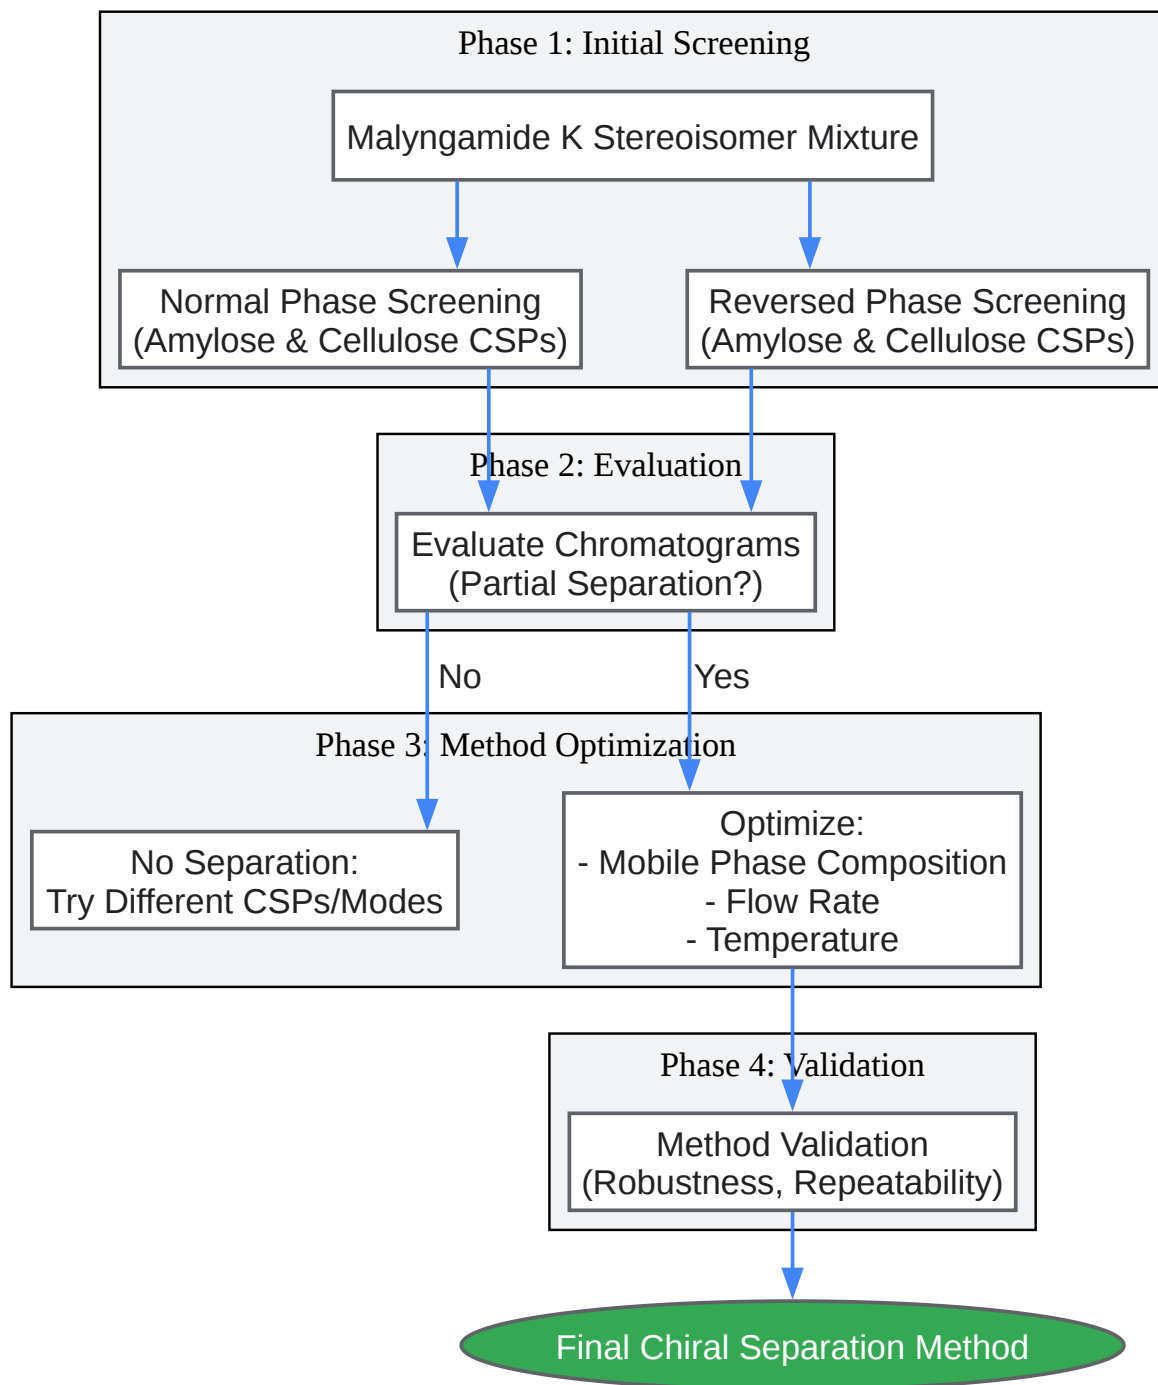 Phase 1: Initial Screening
Malyngamide K Stereoisomer Mixture
Normal Phase Screening
(Amylose & Cellulose CSPs)
Reversed Phase Screening
(Amylose & Cellulose CSPs)
Phase 2: Evaluation
Evaluate Chromatograms
(Partial Separation?)
No
Yes
Phase 3: Method Optimization
No Separation:
Try Different CSPs/Modes
Optimize:
- Mobile Phase Composition
- Flow Rate
- Temperature
Phase 4: Validation
Method Validation
(Robustness, Repeatability)
Final Chiral Separation Method